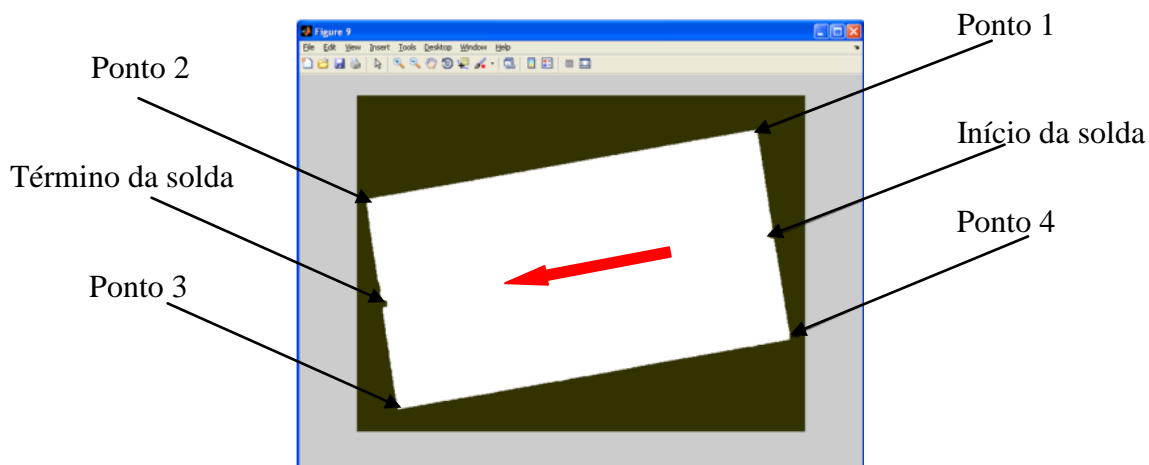 Figure 9
File Edit View Insert Tools Desktop Window Help
Ponto 1
Ponto 2
Início da solda
Término da solda
Ponto 4
Ponto 3